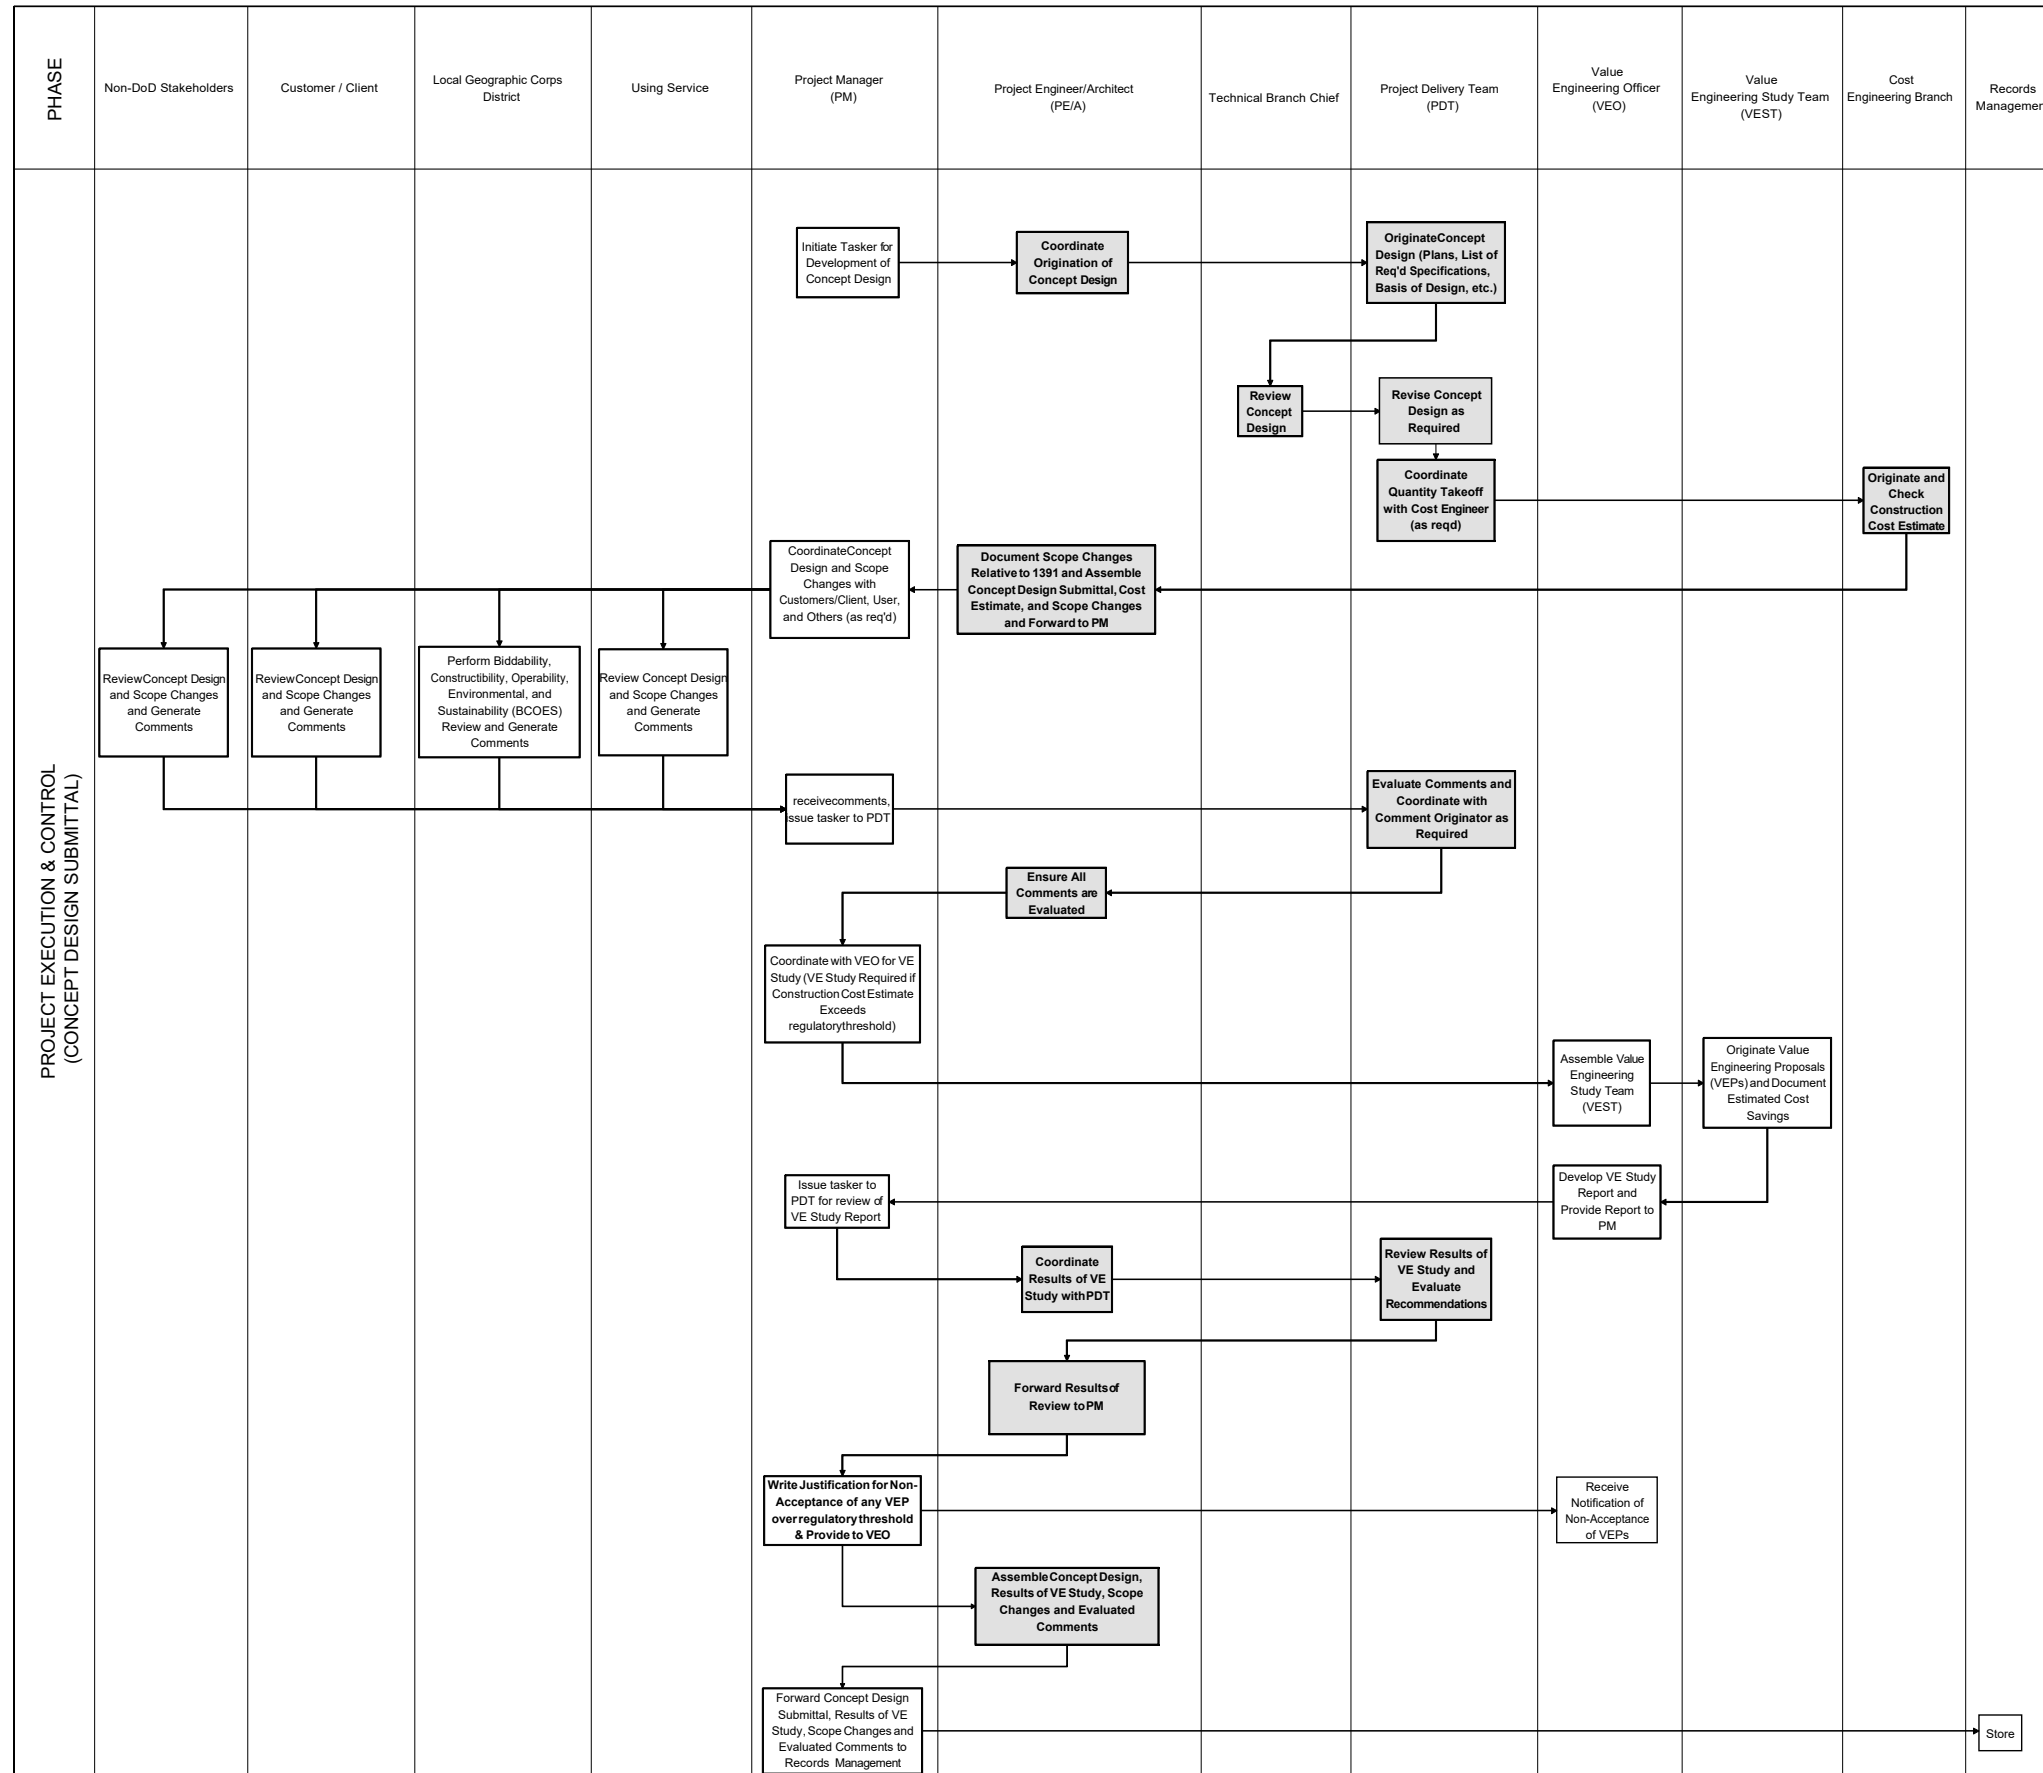 PHASE
Non-DoD Stakeholders
Customer / Client
Local Geographic Corps
District
Using Service
Project Manager
(PM)
Project Engineer/Architect
(PE/A)
Technical Branch Chief
Project Delivery Team
(PDT)
Value
Engineering Officer
(VEO)
Value
Engineering Study Team
(VEST)
Cost
Engineering Branch
Records
Managemen
PROJECT EXECUTION & CONTROL
(CONCEPT DESIGN SUBMITTAL)
Initiate Tasker for
Development of
Concept Design
Coordinate
Origination of
Concept Design
OriginateConcept
Design (Plans, List of
Req'd Specifications,
Basis of Design, etc.)
Review
Concept
Design
Revise Concept
Design as
Required
Coordinate
Quantity Takeoff
with Cost Engineer
(as reqd)
Originate and
Check
Construction
Cost Estimate
CoordinateConcept
Design and Scope
Changes with
Customers/Client, User,
and Others (as req'd)
Document Scope Changes
Relative to 1391 and Assemble
Concept Design Submittal, Cost
Estimate, and Scope Changes
and Forward to PM
ReviewConcept Design
and Scope Changes
and Generate
Comments
ReviewConcept Design
and Scope Changes
and Generate
Comments
Perform Biddability,
Constructibility, Operability,
Environmental, and
Sustainability (BCOES)
Review and Generate
Comments
Review Concept Design
and Scope Changes
and Generate
Comments
receivecomments,
issue tasker to PDT
Evaluate Comments and
Coordinate with
Comment Originator as
Required
Ensure All
Comments are
Evaluated
Coordinate with VEO for VE
Study (VE Study Required if
Construction Cost Estimate
Exceeds
regulatorythreshold)
Assemble Value
Engineering
Study Team
(VEST)
Originate Value
Engineering Proposals
(VEPs) and Document
Estimated Cost
Savings
Issue tasker to
PDT for review of
VE Study Report
Develop VE Study
Report and
Provide Report to
PM
Coordinate
Results of VE
Study with PDT
Review Results of
VE Study and
Evaluate
Recommendations
Forward Results of
Review to PM
Write Justification for Non-
Acceptance of any VEP
over regulatory threshold
& Provide to VEO
Receive
Notification of
Non-Acceptance
of VEPs
Assemble Concept Design,
Results of VE Study, Scope
Changes and Evaluated
Comments
Forward Concept Design
Submittal, Results of VE
Study, Scope Changes and
Evaluated Comments to
Records Management
Store